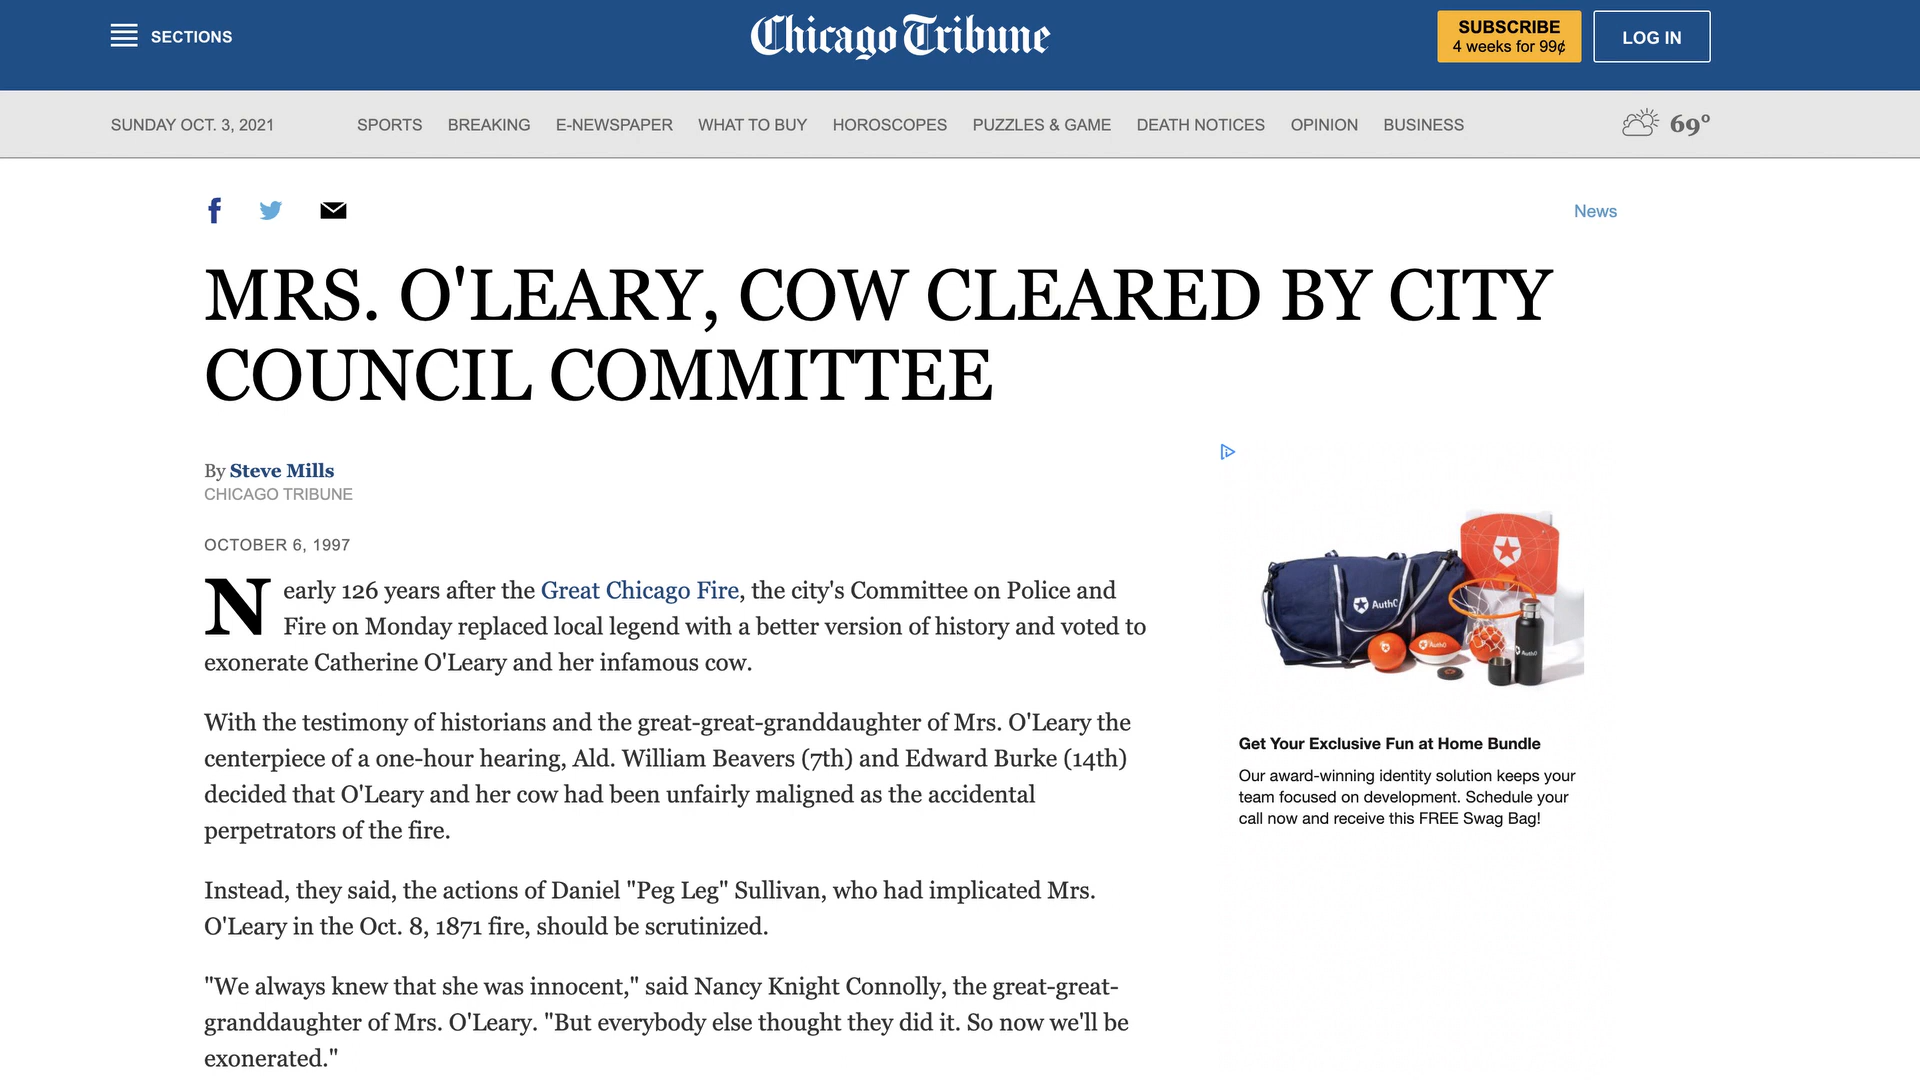 SECTIONS
Chicago Tribune
SUBSCRIBE
4 weeks for 99¢
LOG IN
SUNDAY OCT. 3, 2021
SPORTS BREAKING E-NEWSPAPER WHAT TO BUY HOROSCOPES PUZZLES & GAME DEATH NOTICES OPINION BUSINESS
69°
News
MRS. O'LEARY, COW CLEARED BY CITY
COUNCIL COMMITTEE
By Steve Mills
CHICAGO TRIBUNE
OCTOBER 6, 1997
Nearly 126 years after the Great Chicago Fire, the city's Committee on Police and
Fire on Monday replaced local legend with a better version of history and voted to
exonerate Catherine O'Leary and her infamous cow.
With the testimony of historians and the great-great-granddaughter of Mrs. O'Leary the
centerpiece of a one-hour hearing, Ald. William Beavers (7th) and Edward Burke (14th)
decided that O'Leary and her cow had been unfairly maligned as the accidental
perpetrators of the fire.
Instead, they said, the actions of Daniel "Peg Leg" Sullivan, who had implicated Mrs.
O'Leary in the Oct. 8, 1871 fire, should be scrutinized.
"We always knew that she was innocent," said Nancy Knight Connolly, the great-great-
granddaughter of Mrs. O'Leary. "But everybody else thought they did it. So now we'll be
exonerated."
Auth0
Auth0
Get Your Exclusive Fun at Home Bundle
Our award-winning identity solution keeps your
team focused on development. Schedule your
call now and receive this FREE Swag Bag!